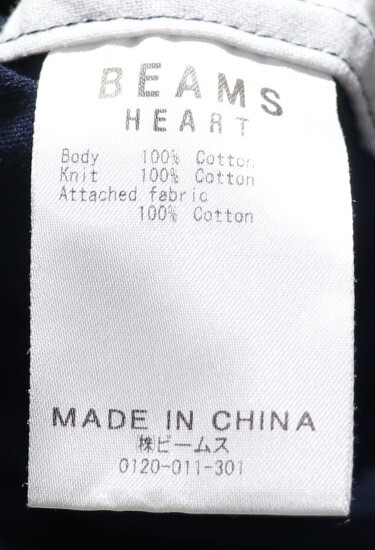 BEAMS
HEART
Body 100% Cotton
Knit 100% Cotton
Attached fabric
100% Cotton
MADE IN CHINA
㈱ビームス
0120-011-301